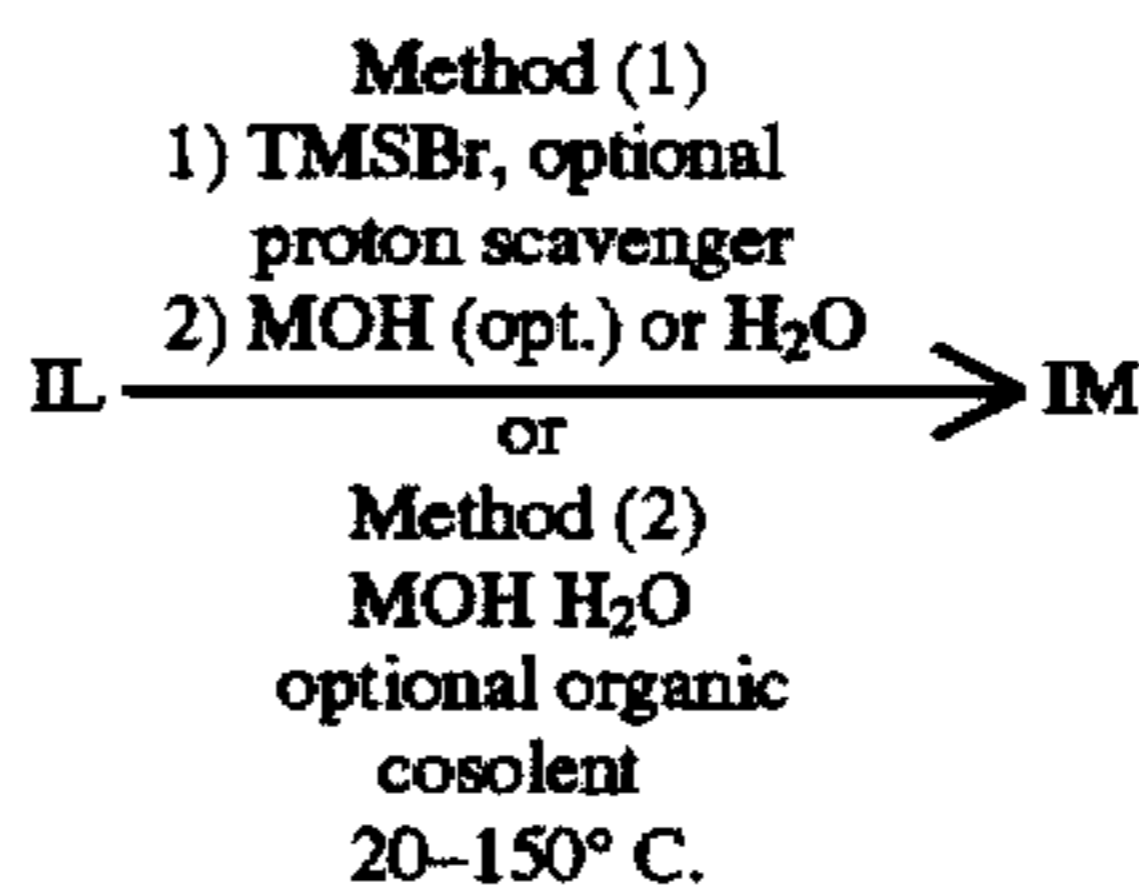 Method (1)
1) TMSBr, optional
proton scavenger
2) MOH (opt.) or H₂O
IL
IM
or
Method (2)
MOH H₂O
optional organic
cosolent
20–150° C.